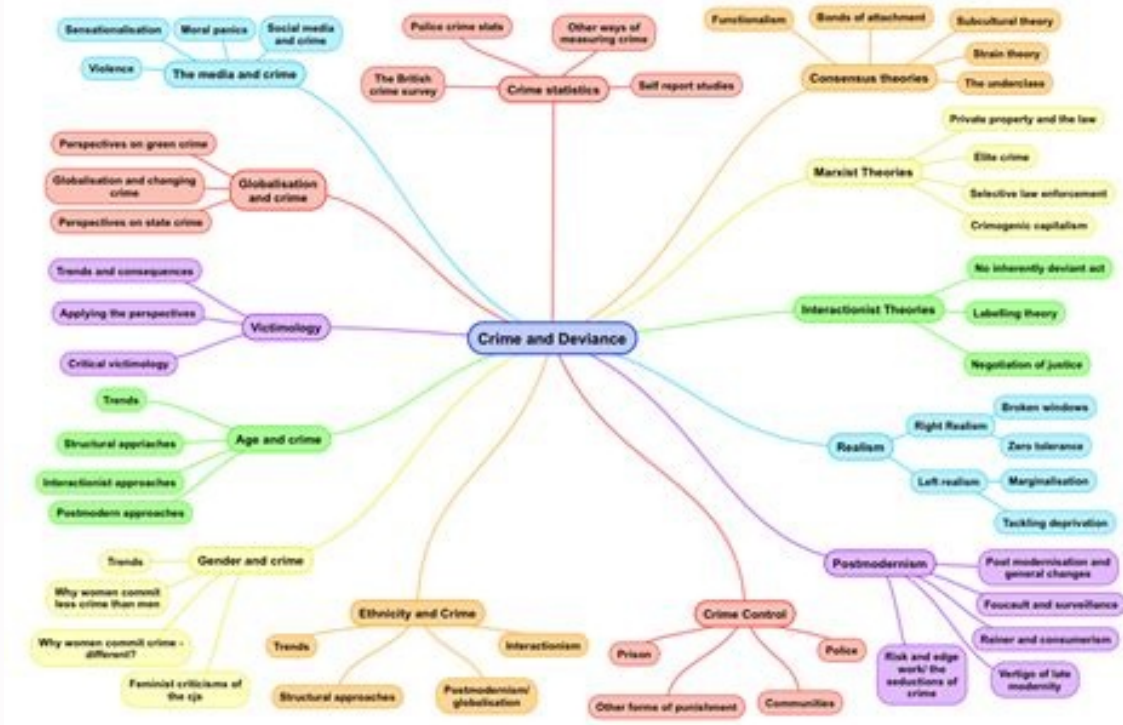 Crime and Deviance
The media and crime
Sensationalisation
Moral panics
Social media
and crime
Violence
Crime statistics
Police crime stats
Other ways of
measuring crime
The British
crime survey
Self report studies
Consensus theories
Functionalism
Bonds of attachment
Subcultural theory
Strain theory
The underclass
Marxist Theories
Private property and the law
Elite crime
Selective law enforcement
Crimogenic capitalism
Interactionist Theories
No inherently deviant act
Labelling theory
Negotiation of justice
Realism
Right Realism
Broken windows
Zero tolerance
Left realism
Marginalisation
Tackling deprivation
Postmodernism
Post modernisation and
general changes
Foucault and surveillance
Reiner and consumerism
Vertigo of late
modernity
Risk and edge
work/ the
seductions of
crime
Crime Control
Prison
Other forms of punishment
Communities
Police
Ethnicity and Crime
Trends
Structural approaches
Postmodernism/
globalisation
Interactionism
Gender and crime
Trends
Why women commit
less crime than men
Why women commit crime -
different?
Feminist criticisms of
the cjs
Age and crime
Trends
Structural appriaches
Interactionist approaches
Postmodern approaches
Victimology
Trends and consequences
Applying the perspectives
Critical victimology
Globalisation
and crime
Perspectives on green crime
Globalisation and changing
crime
Perspectives on state crime